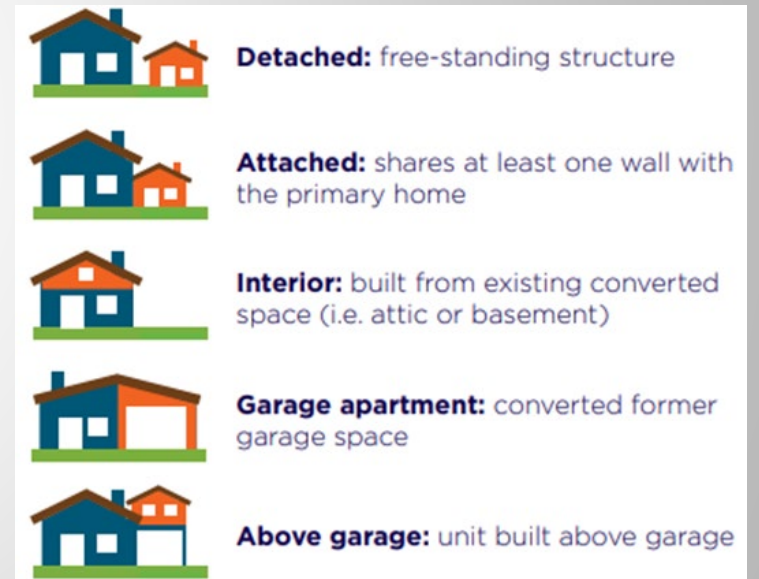 Detached: free-standing structure
Attached: shares at least one wall with
the primary home
Interior: built from existing converted
space (i.e. attic or basement)
Garage apartment: converted former
garage space
Above garage: unit built above garage